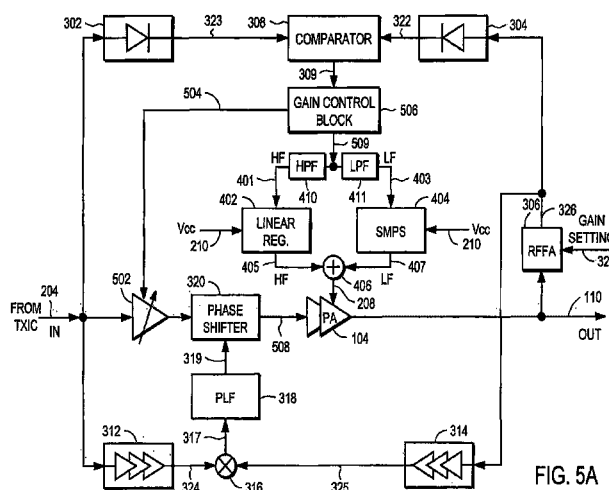 302
323
308
COMPARATOR
322
304
309
504
GAIN CONTROL
BLOCK
506
509
HF
HPF
LPF
LF
401
410
411
403
402
LINEAR
REG.
404
SMPS
Vcc
210
Vcc
210
405
407
HF
406
LF
208
306
326
RFFA
GAIN
SETTING
502
320
PHASE
SHIFTER
508
PA
104
204
FROM
TXIC
IN
110
OUT
319
PLF
318
317
312
324
316
325
314
FIG. 5A